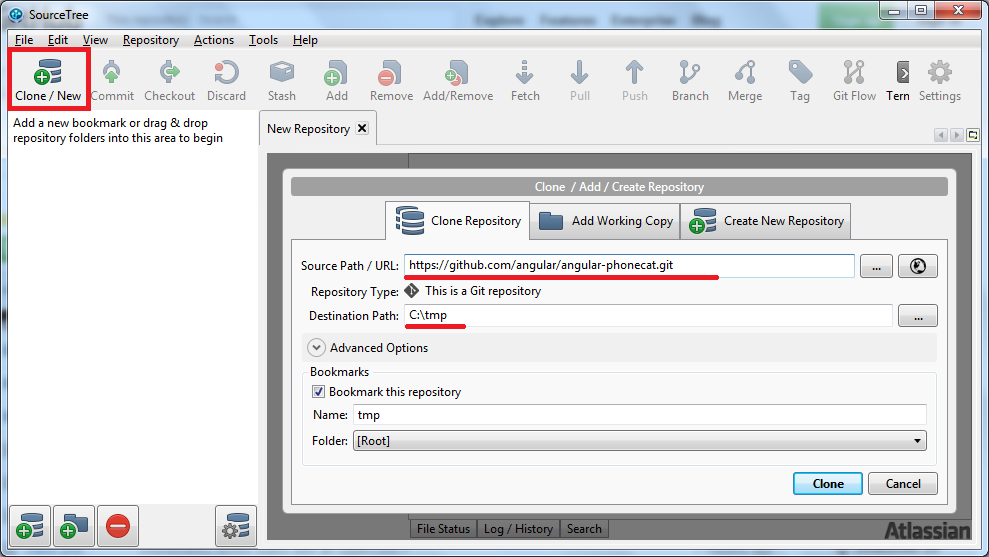 SourceTree
File Edit View Repository Actions Tools Help
Clone / New Commit Checkout Discard Stash Add Remove Add/Remove Fetch Pull Push Branch Merge Tag Git Flow Tern Settings
Add a new bookmark or drag & drop
repository folders into this area to begin
New Repository
Clone / Add / Create Repository
Clone Repository Add Working Copy Create New Repository
Source Path / URL: https://github.com/angular/angular-phonecat.git ...
Repository Type: This is a Git repository
Destination Path: C:\tmp ...
Advanced Options
Bookmarks
Bookmark this repository
Name: tmp
Folder: [Root]
Clone Cancel
File Status Log / History Search
Atlassian